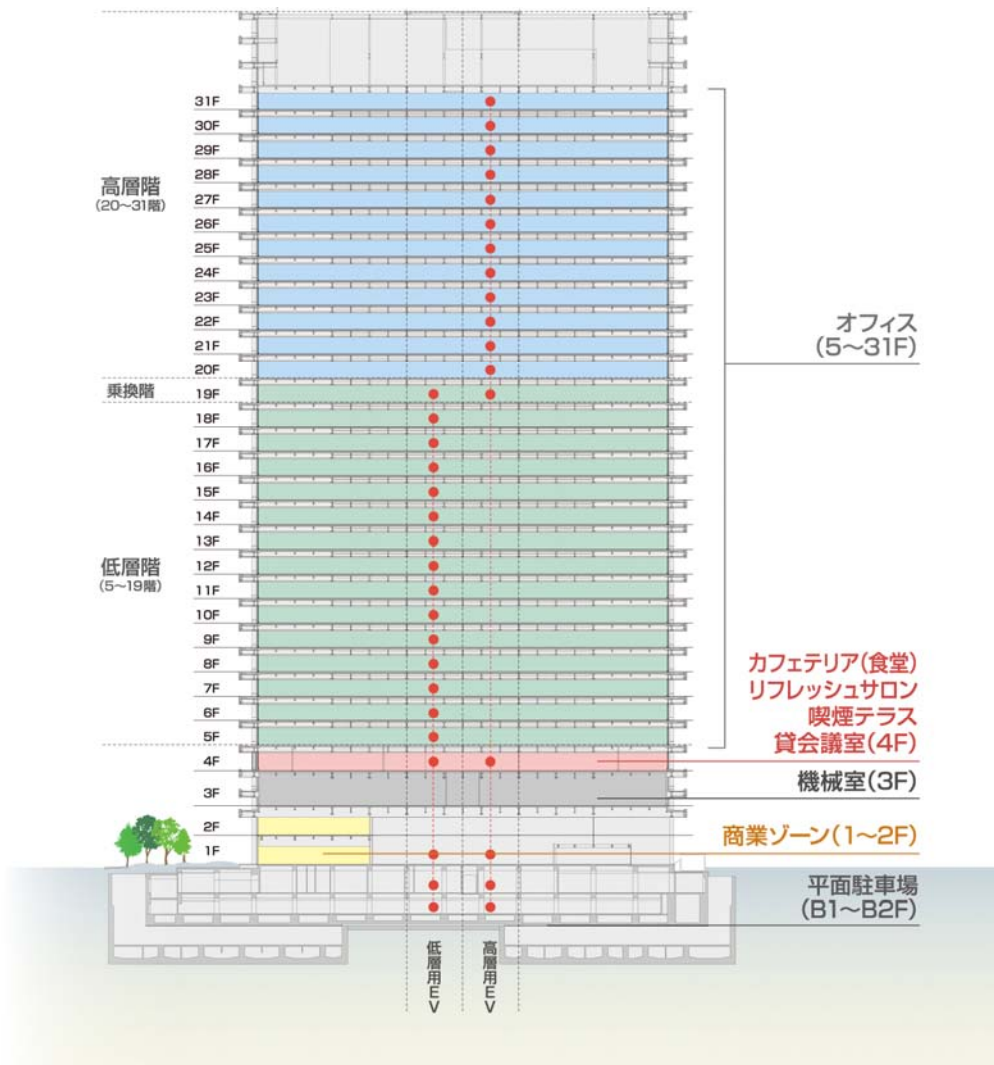 31F
30F
29F
28F
高層階
(20〜31階)
27F
26F
25F
24F
23F
22F
21F
20F
乗換階
19F
18F
17F
16F
15F
14F
13F
低層階
(5〜19階)
12F
11F
10F
9F
8F
7F
6F
5F
4F
3F
2F
1F
オフィス
(5〜31F)
カフェテリア(食堂)
リフレッシュサロン
喫煙テラス
貸会議室(4F)
機械室(3F)
商業ゾーン(1〜2F)
平面駐車場
(B1〜B2F)
低層用EV
高層用EV